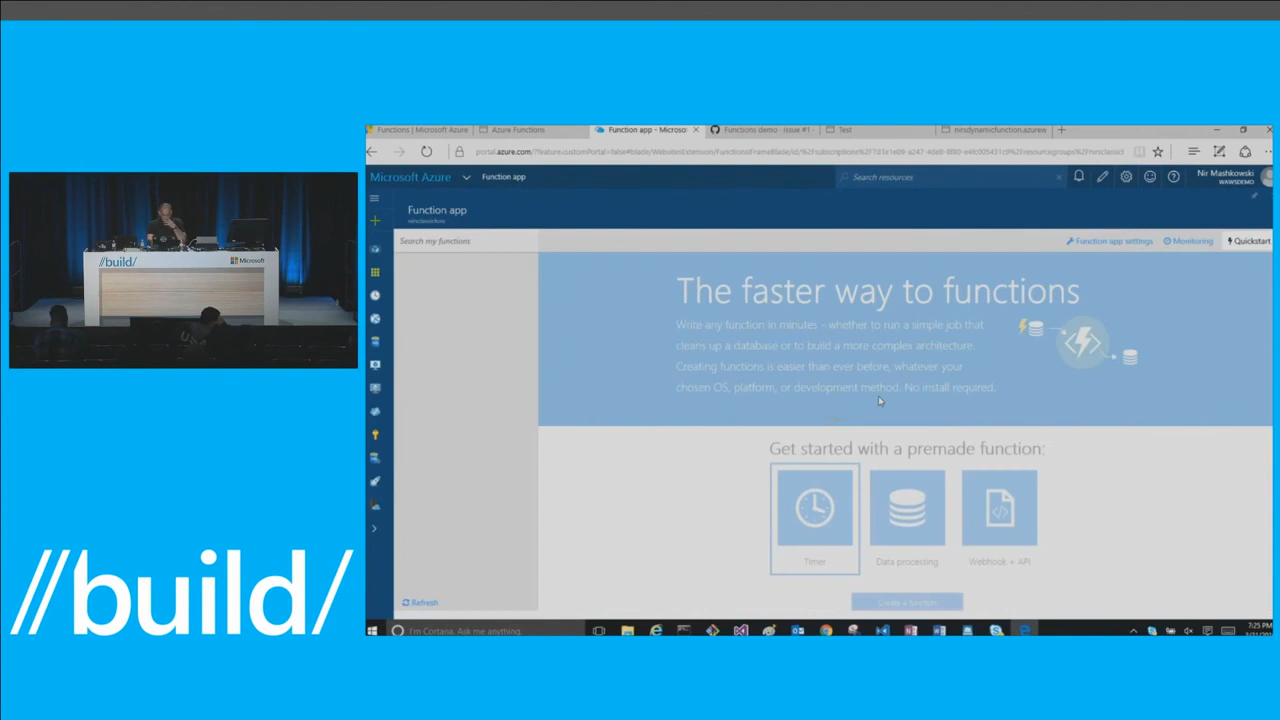 Functions | Microsoft Azure
Azure Functions
Function app - Microso
Functions demo - Issue #1 -
Test
nirsdynamicfunction.azurew
Microsoft Azure
Function app
Search resources
Nir Mashkowski
WAWSDEMO
Function app
Search my functions
Function app settings
Monitoring
Quickstart
The faster way to functions
Write any function in minutes - whether to run a simple job that
cleans up a database or to build a more complex architecture.
Creating functions is easier than ever before, whatever your
chosen OS, platform, or development method. No install required.
Get started with a premade function:
Timer
Data processing
Webhook + API
Create a function
Refresh
I'm Cortana. Ask me anything.
7:25 PM
//build/
Microsoft
//build/